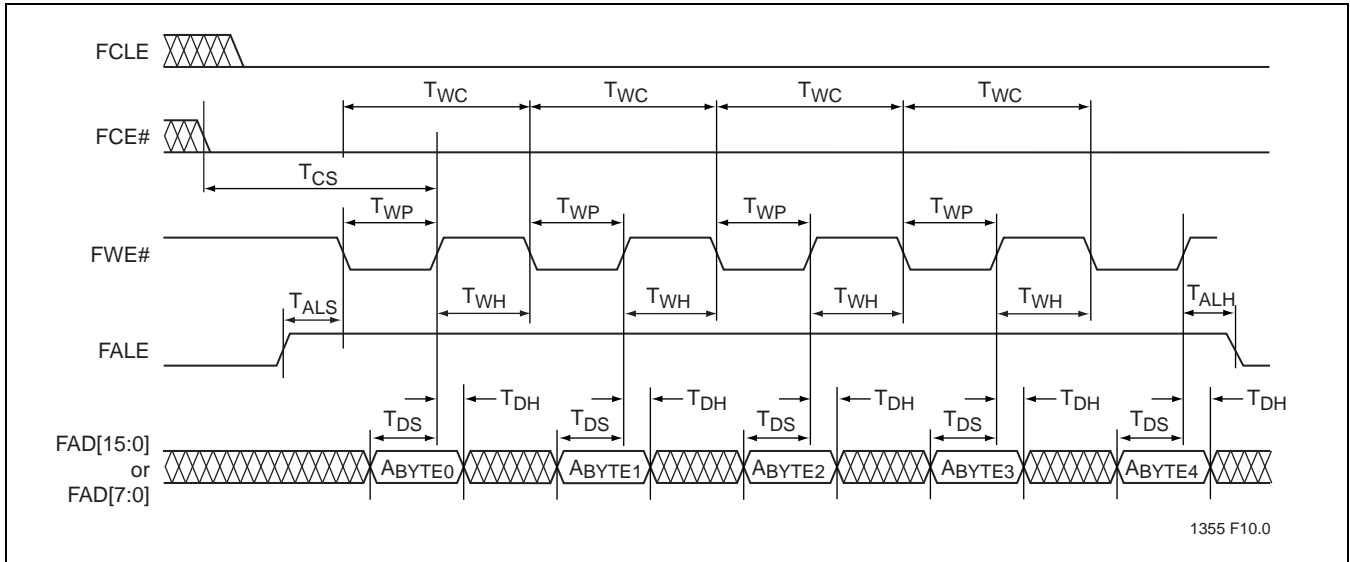 FCLE
TWC TWC TWC TWC
FCE#
TCS
TWP TWP TWP TWP
FWE#
TALS TWH TWH TWH TWH TALH
FALE
TDH TDH TDH TDH TDH
TDS TDS TDS TDS TDS
FAD[15:0]
or
FAD[7:0]
ABYTE0 ABYTE1 ABYTE2 ABYTE3 ABYTE4
1355 F10.0